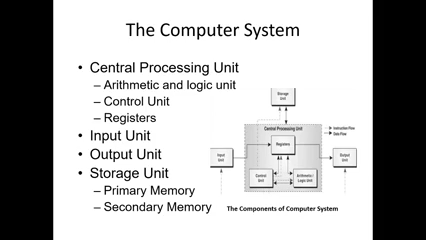 The Computer System
• Central Processing Unit
– Arithmetic and logic unit
– Control Unit
– Registers
• Input Unit
• Output Unit
• Storage Unit
– Primary Memory
– Secondary Memory
Storage
Unit
Central Processing Unit
Instruction Flow
Data Flow
Registers
Input
Unit
Output
Unit
Control
Unit
Arithmetic /
Logic Unit
The Components of Computer System